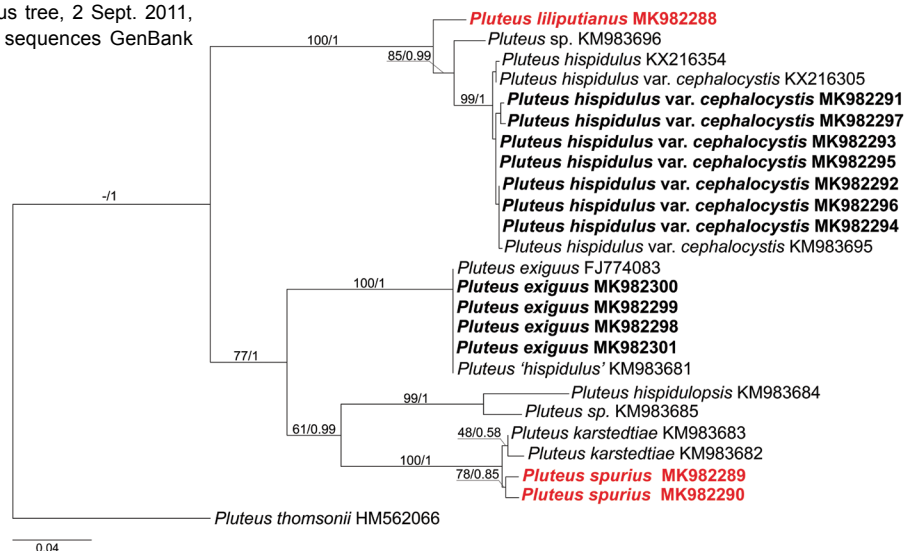 us tree, 2 Sept. 2011,
sequences GenBank
Pluteus liliputianus MK982288
100/1
Pluteus sp. KM983696
85/0.99
Pluteus hispidulus KX216354
Pluteus hispidulus var. cephalocystis KX216305
99/1
Pluteus hispidulus var. cephalocystis MK982291
Pluteus hispidulus var. cephalocystis MK982297
Pluteus hispidulus var. cephalocystis MK982293
Pluteus hispidulus var. cephalocystis MK982295
Pluteus hispidulus var. cephalocystis MK982292
-/1
Pluteus hispidulus var. cephalocystis MK982296
Pluteus hispidulus var. cephalocystis MK982294
Pluteus hispidulus var. cephalocystis KM983695
Pluteus exiguus FJ774083
100/1
Pluteus exiguus MK982300
Pluteus exiguus MK982299
Pluteus exiguus MK982298
Pluteus exiguus MK982301
77/1
Pluteus 'hispidulus' KM983681
Pluteus hispidulopsis KM983684
99/1
Pluteus sp. KM983685
61/0.99
48/0.58
Pluteus karstedtiae KM983683
Pluteus karstedtiae KM983682
100/1
78/0.85
Pluteus spurius MK982289
Pluteus spurius MK982290
Pluteus thomsonii HM562066
0.04